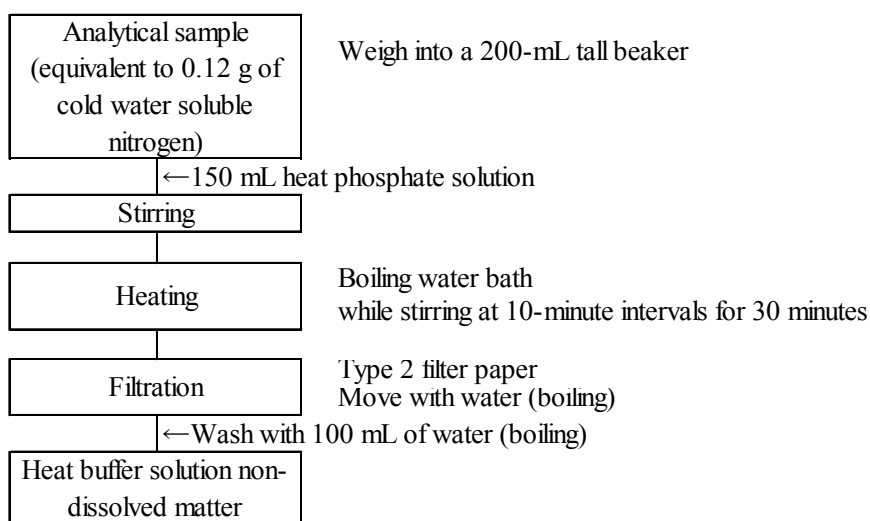 Analytical sample
(equivalent to 0.12 g of
cold water soluble
nitrogen)
Weigh into a 200-mL tall beaker
←150 mL heat phosphate solution
Stirring
Heating
Boiling water bath
while stirring at 10-minute intervals for 30 minutes
Filtration
Type 2 filter paper
Move with water (boiling)
←Wash with 100 mL of water (boiling)
Heat buffer solution non-
dissolved matter